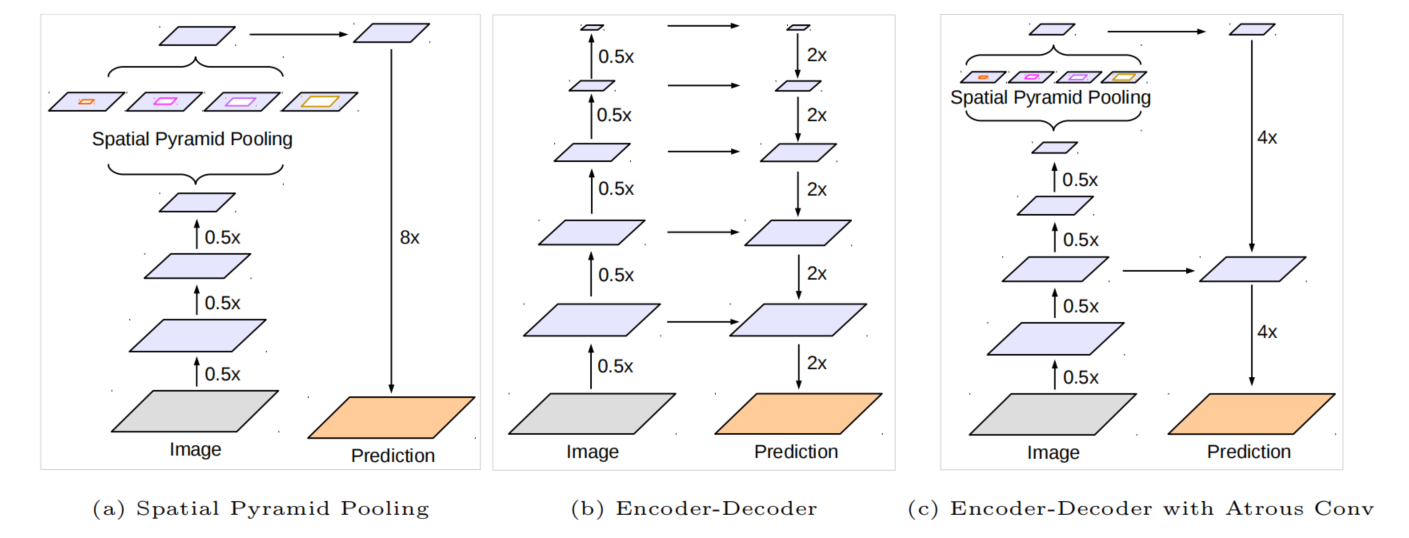 Spatial Pyramid Pooling
0.5x
0.5x
0.5x
8x
Image
Prediction
(a) Spatial Pyramid Pooling
0.5x
2x
0.5x
2x
0.5x
2x
0.5x
2x
0.5x
2x
Image
Prediction
(b) Encoder-Decoder
Spatial Pyramid Pooling
4x
0.5x
0.5x
0.5x
4x
0.5x
Image
Prediction
(c) Encoder-Decoder with Atrous Conv